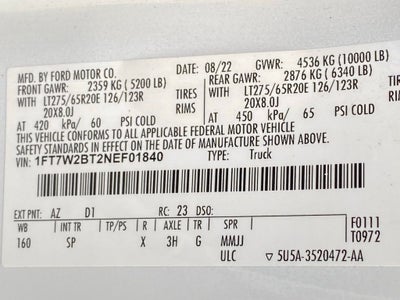 MFD. BY FORD MOTOR CO. DATE: 08/22 GVWR: 4536 KG (10000 LB)
FRONT GAWR: 2359 KG ( 5200 LB) REAR GAWR: 2876 KG ( 6340 LB)
WITH LT275/65R20E 126/123R TIRES WITH LT275/65R20E 126/123R TIRES
20X8.0J RIMS 20X8.0J RIMS
AT 420 kPa/ 60 PSI COLD AT 450 kPa/ 65 PSI COLD
THIS VEHICLE CONFORMS TO ALL APPLICABLE FEDERAL MOTOR VEHICLE
SAFETY STANDARDS IN EFFECT ON THE DATE OF MANUFACTURE SHOWN ABOVE.
VIN: 1FT7W2BT2NEF01840 TYPE: Truck
EXT PNT: AZ D1 RC: 23 DSO:
WB INT TR TP/PS R AXLE TR SPR F0111
160 SP X 3H G MMJJ T0972
ULC ▽ 5U5A-3520472-AA